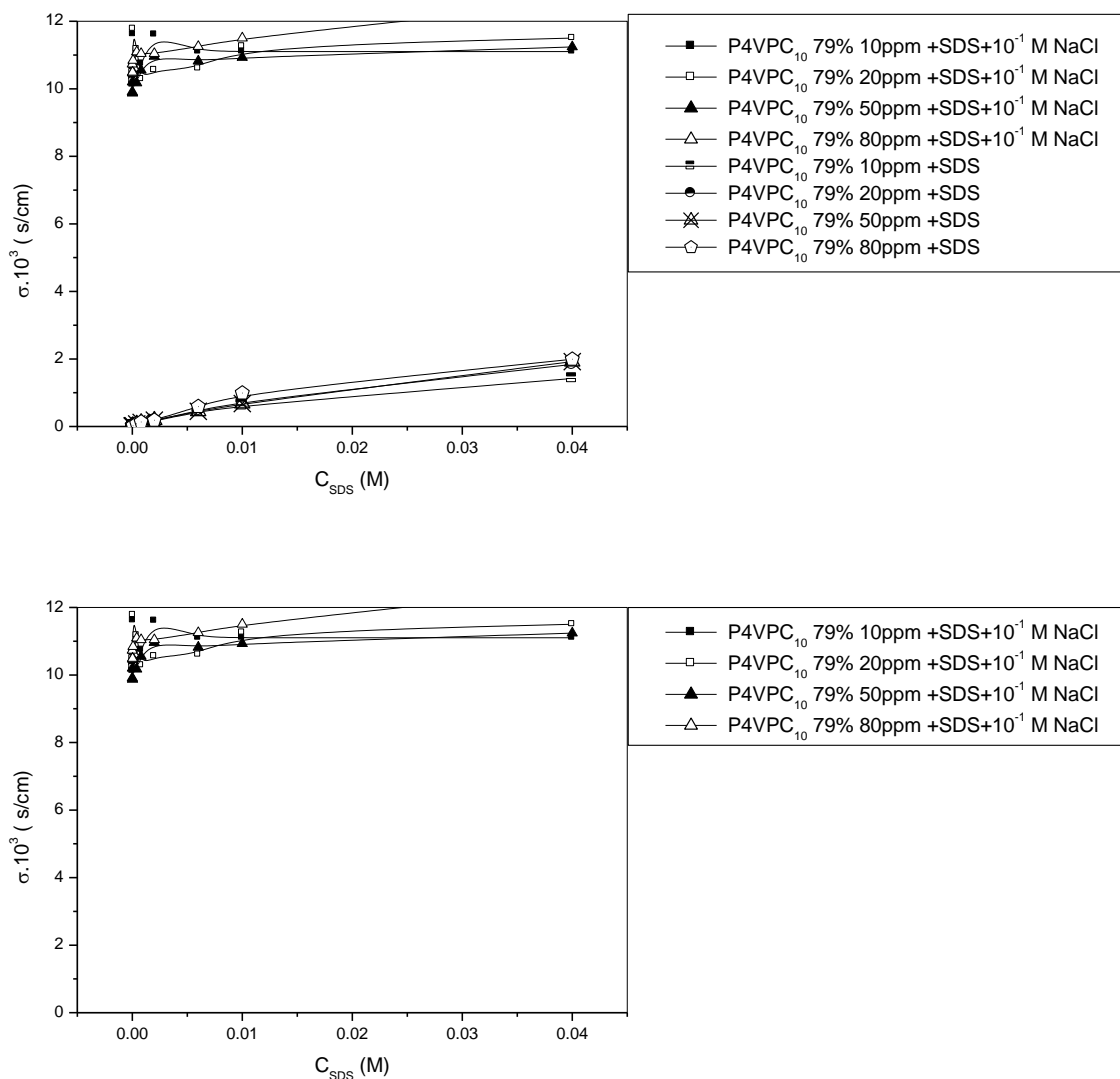 12
10
8
6
4
2
0
σ.10³ ( s/cm)
0.00 0.01 0.02 0.03 0.04
C_SDS (M)
P4VPC₁₀ 79% 10ppm +SDS+10⁻¹ M NaCl
P4VPC₁₀ 79% 20ppm +SDS+10⁻¹ M NaCl
P4VPC₁₀ 79% 50ppm +SDS+10⁻¹ M NaCl
P4VPC₁₀ 79% 80ppm +SDS+10⁻¹ M NaCl
P4VPC₁₀ 79% 10ppm +SDS
P4VPC₁₀ 79% 20ppm +SDS
P4VPC₁₀ 79% 50ppm +SDS
P4VPC₁₀ 79% 80ppm +SDS
12
10
8
6
4
2
0
σ.10³ ( s/cm)
0.00 0.01 0.02 0.03 0.04
C_SDS (M)
P4VPC₁₀ 79% 10ppm +SDS+10⁻¹ M NaCl
P4VPC₁₀ 79% 20ppm +SDS+10⁻¹ M NaCl
P4VPC₁₀ 79% 50ppm +SDS+10⁻¹ M NaCl
P4VPC₁₀ 79% 80ppm +SDS+10⁻¹ M NaCl